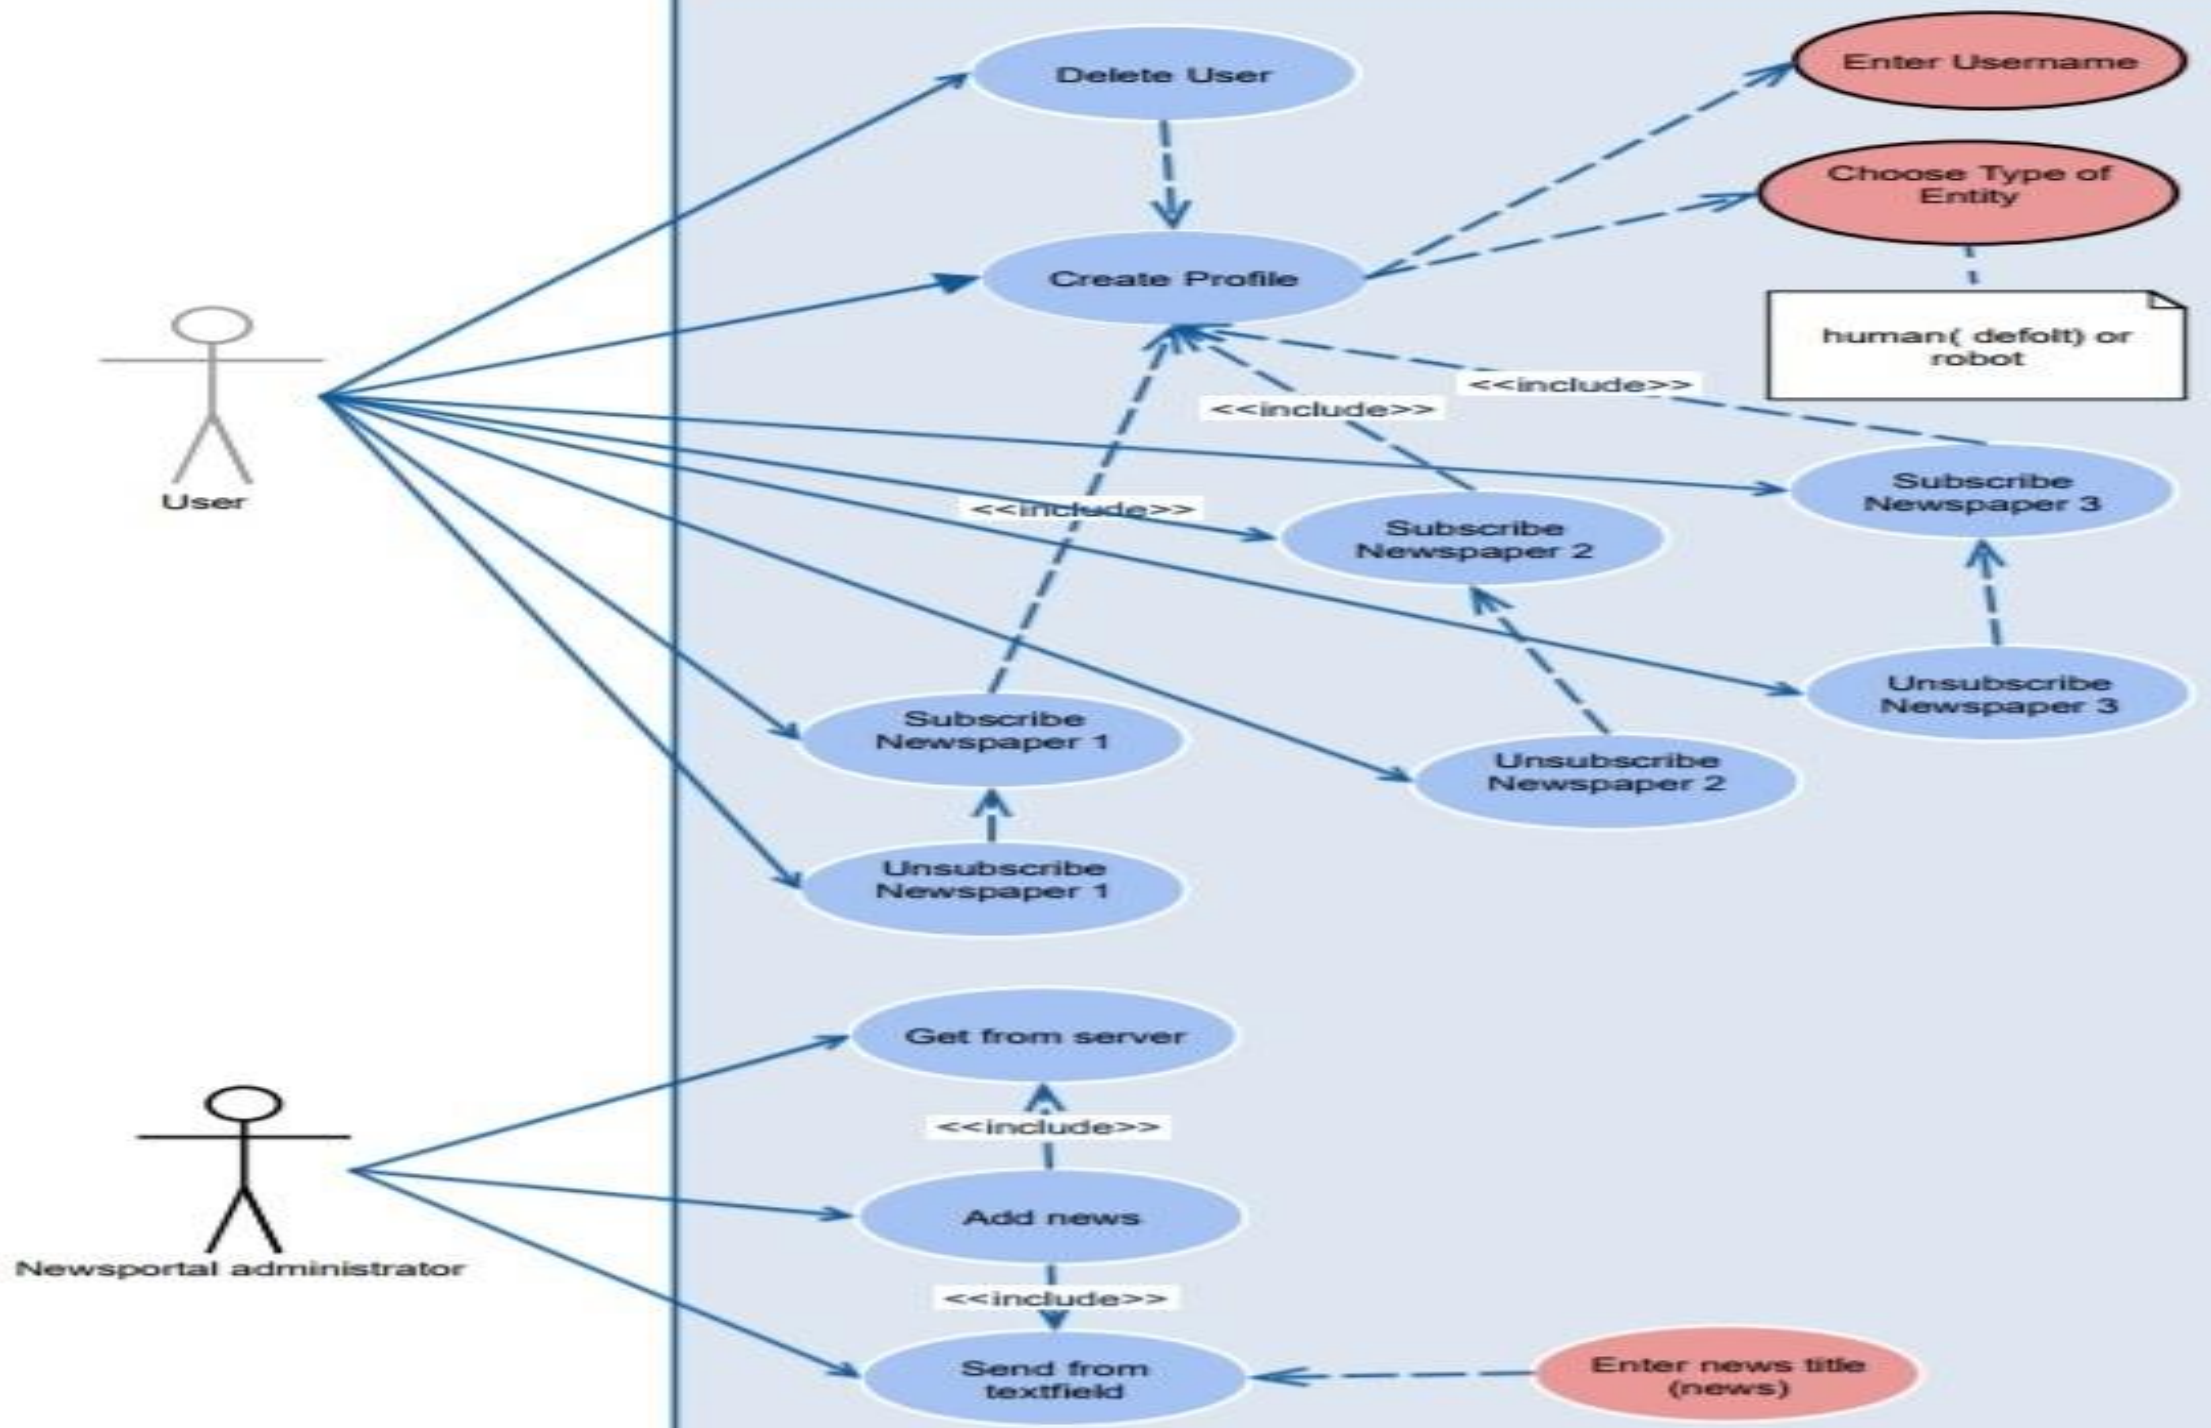 Delete User
Enter Username
Choose Type of
Entity
Create Profile
human( defolt) or
robot
<<include>>
<<include>>
User
<<include>>
Subscribe
Newspaper 3
Subscribe
Newspaper 2
Unsubscribe
Newspaper 3
Subscribe
Newspaper 1
Unsubscribe
Newspaper 2
Unsubscribe
Newspaper 1
Get from server
<<include>>
Add news
Newsportal administrator
<<include>>
Send from
textfield
Enter news title
(news)